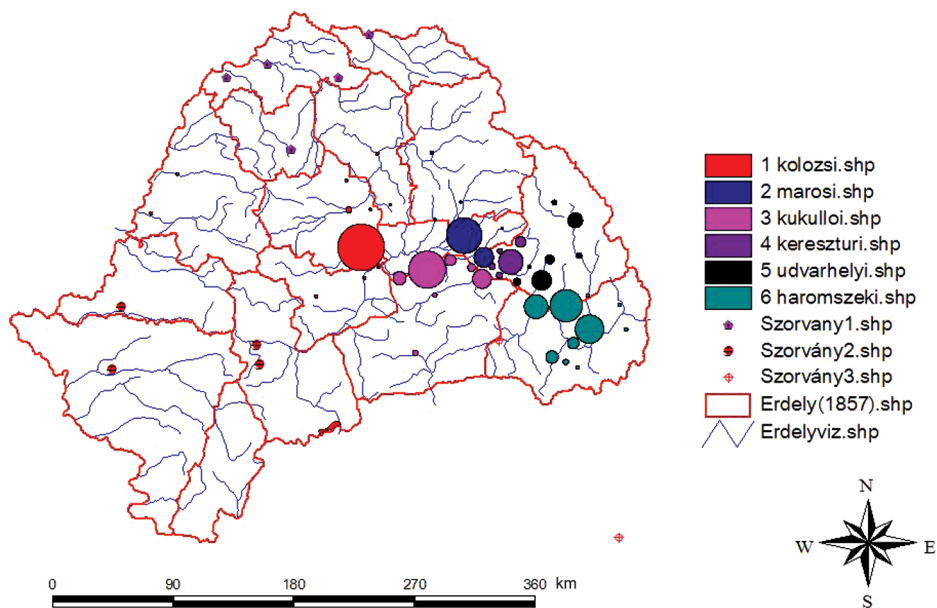 1 kolozsi.shp
2 marosi.shp
3 kukulloi.shp
4 kereszturi.shp
5 udvarhelyi.shp
6 haromszeki.shp
Szorvany1.shp
Szorvány2.shp
Szorvány3.shp
Erdely(1857).shp
Erdelyviz.shp
N
W E
S
0 90 180 270 360 km